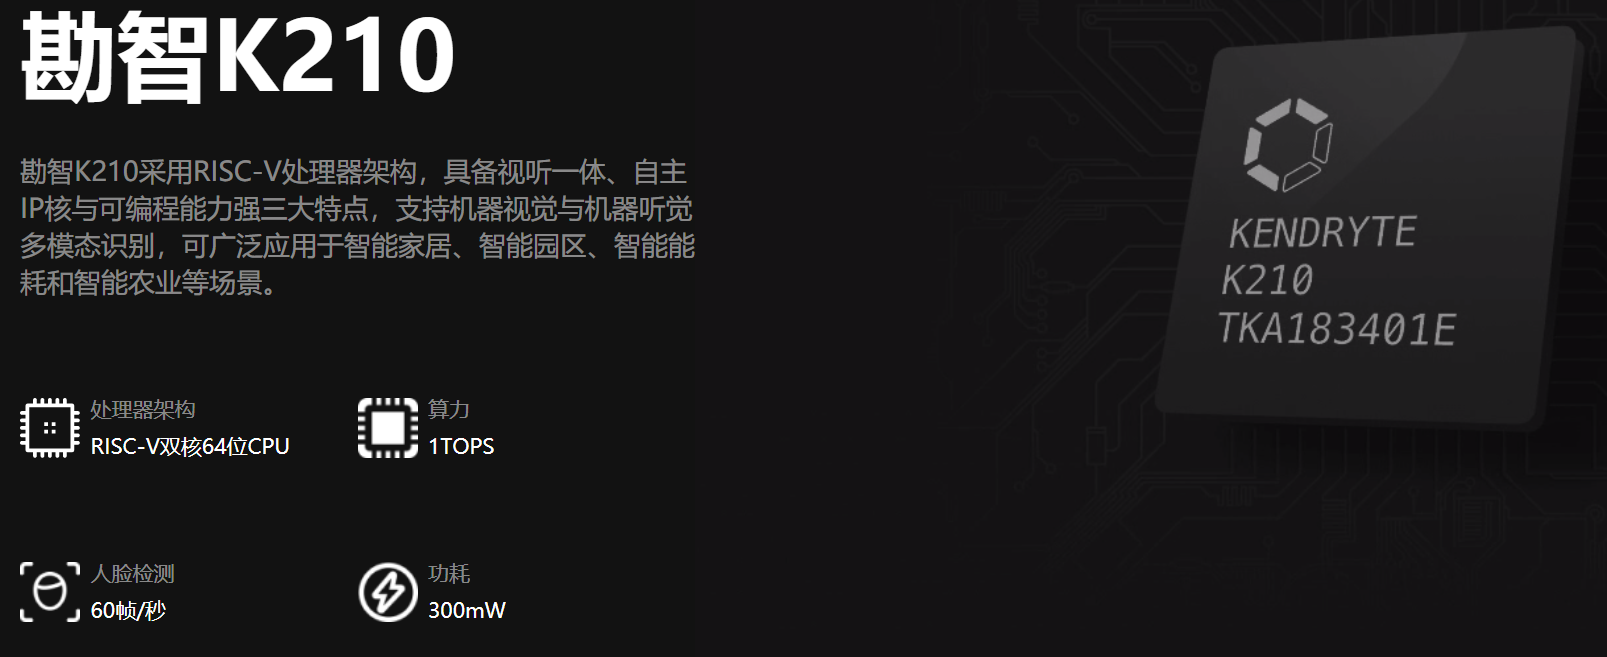 勘智K210
勘智K210采用RISC-V处理器架构，具备视听一体、自主
IP核与可编程能力强三大特点，支持机器视觉与机器听觉
多模态识别，可广泛应用于智能家居、智能园区、智能能
耗和智能农业等场景。
处理器架构
RISC-V双核64位CPU
算力
1TOPS
人脸检测
60帧/秒
功耗
300mW
KENDRYTE
K210
TKA183401E